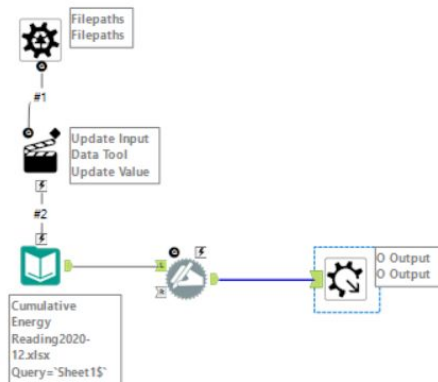 Filepaths
Filepaths
#1
Update Input
Data Tool
Update Value
#2
O Output
O Output
Cumulative
Energy
Reading2020-
12.xlsx
Query=`Sheet1$`